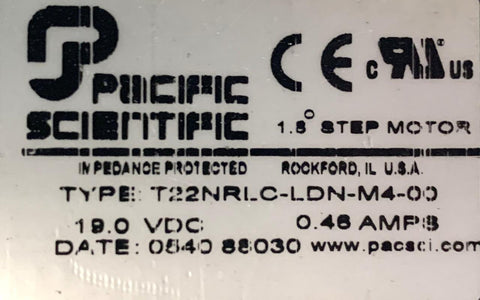 PACIFIC
SCIENTIFIC
CE c RU US
1.8° STEP MOTOR
IMPEDANCE PROTECTED ROCKFORD, IL U.S.A.
TYPE: T22NRLC-LDN-M4-00
19.0 VDC 0.46 AMPS
DATE: 0540 88030 www.pacsci.com